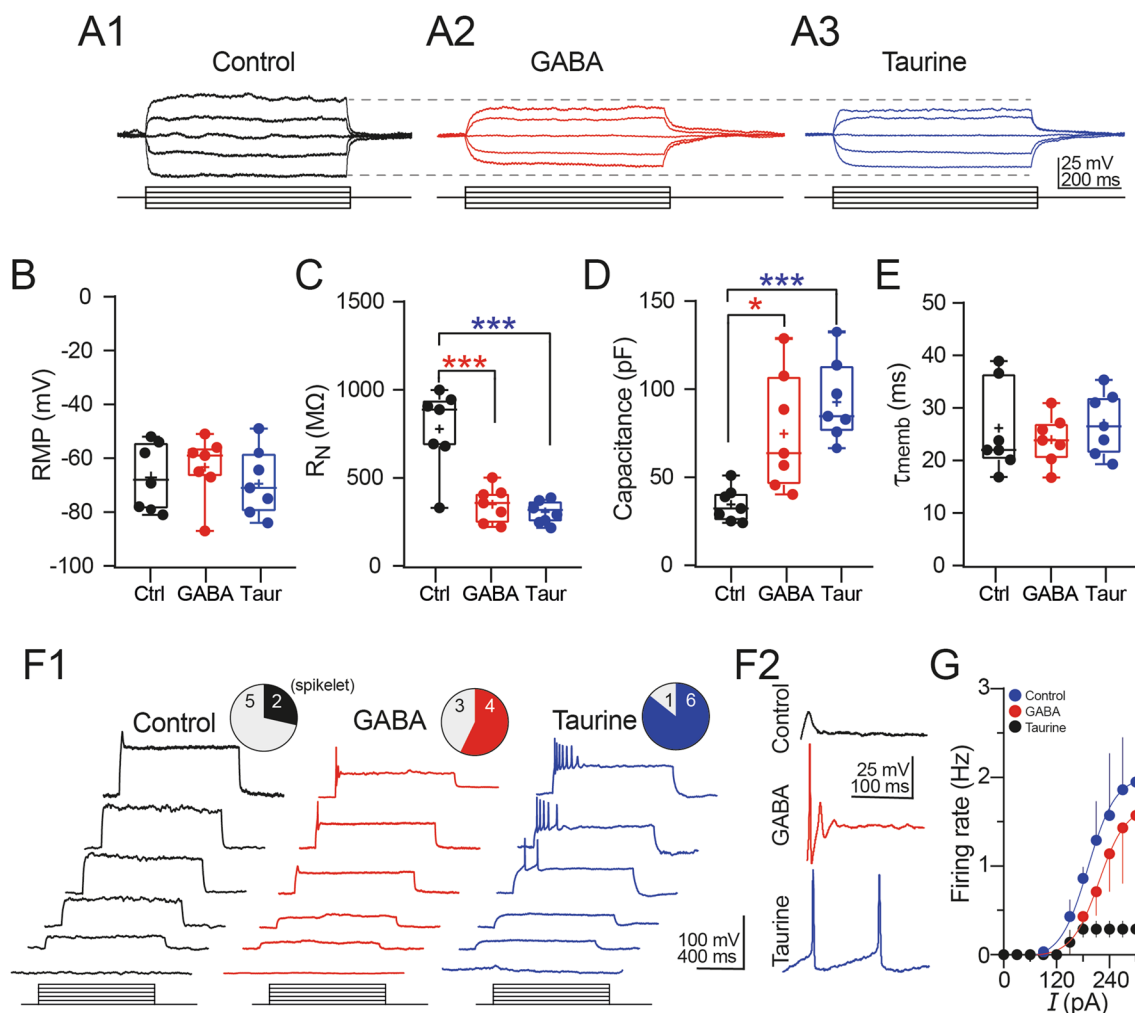 A1
A2
A3
Control
GABA
Taurine
25 mV
200 ms
B
C
D
E
RMP (mV)
0
-20
-40
-60
-80
-100
Ctrl GABA Taur
R_N (MΩ)
1500
1000
500
0
***
***
Ctrl GABA Taur
Capacitance (pF)
150
100
50
0
***
*
Ctrl GABA Taur
τmemb (ms)
50
40
30
20
10
0
Ctrl GABA Taur
F1
Control
5 2 (spikelet)
GABA
3 4
Taurine
1 6
100 mV
400 ms
F2
Control
25 mV
100 ms
GABA
Taurine
G
Control
GABA
Taurine
Firing rate (Hz)
3
2
1
0
0 120 240
I (pA)